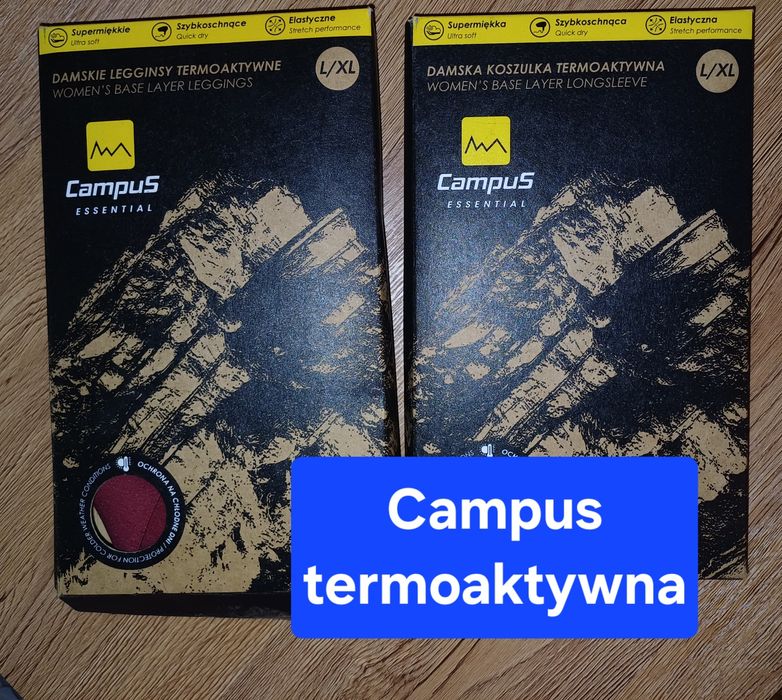 Supermiękkie
Ultra soft
Szybkoschnące
Quick dry
Elastyczne
Stretch performance
DAMSKIE LEGGINSY TERMOAKTYWNE
WOMEN'S BASE LAYER LEGGINGS
L/XL
CampuS
ESSENTIAL
OCHRONA NA CHŁODNE DNI / PROTECTION FOR COLDER WEATHER CONDITIONS
Supermiękka
Ultra soft
Szybkoschnąca
Quick dry
Elastyczna
Stretch performance
DAMSKA KOSZULKA TERMOAKTYWNA
WOMEN'S BASE LAYER LONGSLEEVE
L/XL
CampuS
ESSENTIAL
Campus
termoaktywna